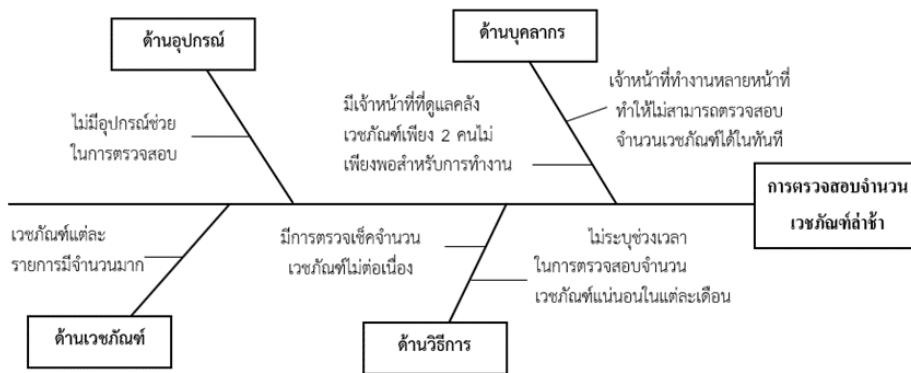 ด้านอุปกรณ์
ด้านบุคลากร
ไม่มีอุปกรณ์ช่วย
ในการตรวจสอบ
มีเจ้าหน้าที่ที่ดูแลคลัง
เวชภัณฑ์เพียง 2 คนไม่
เพียงพอสำหรับการทำงาน
เจ้าหน้าที่ทำงานหลายหน้าที่
ทำให้ไม่สามารถตรวจสอบ
จำนวนเวชภัณฑ์ได้ในทันที
การตรวจสอบจำนวน
เวชภัณฑ์ล่าช้า
เวชภัณฑ์แต่ละ
รายการมีจำนวนมาก
มีการตรวจเช็คจำนวน
เวชภัณฑ์ไม่ต่อเนื่อง
ไม่ระบุช่วงเวลา
ในการตรวจสอบจำนวน
เวชภัณฑ์แน่นอนในแต่ละเดือน
ด้านเวชภัณฑ์
ด้านวิธีการ